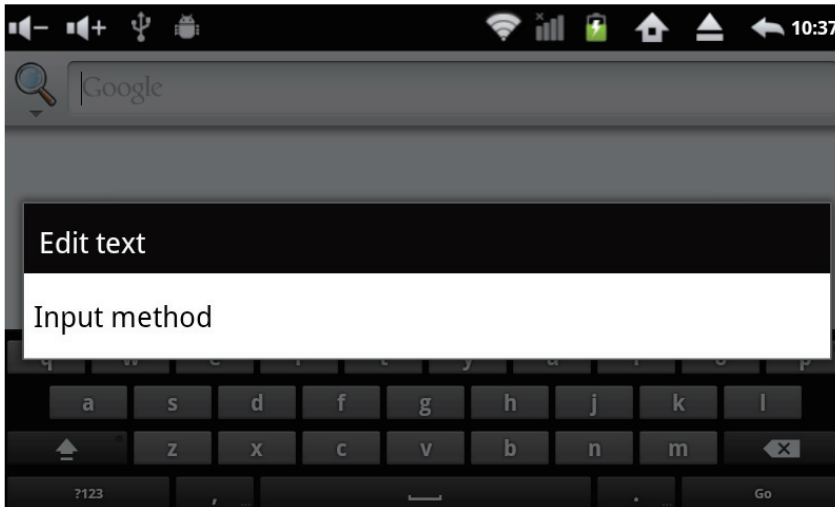 10:37
Google
Edit text
Input method
a s d f g h j k l
z x c v b n m
?123 , . Go